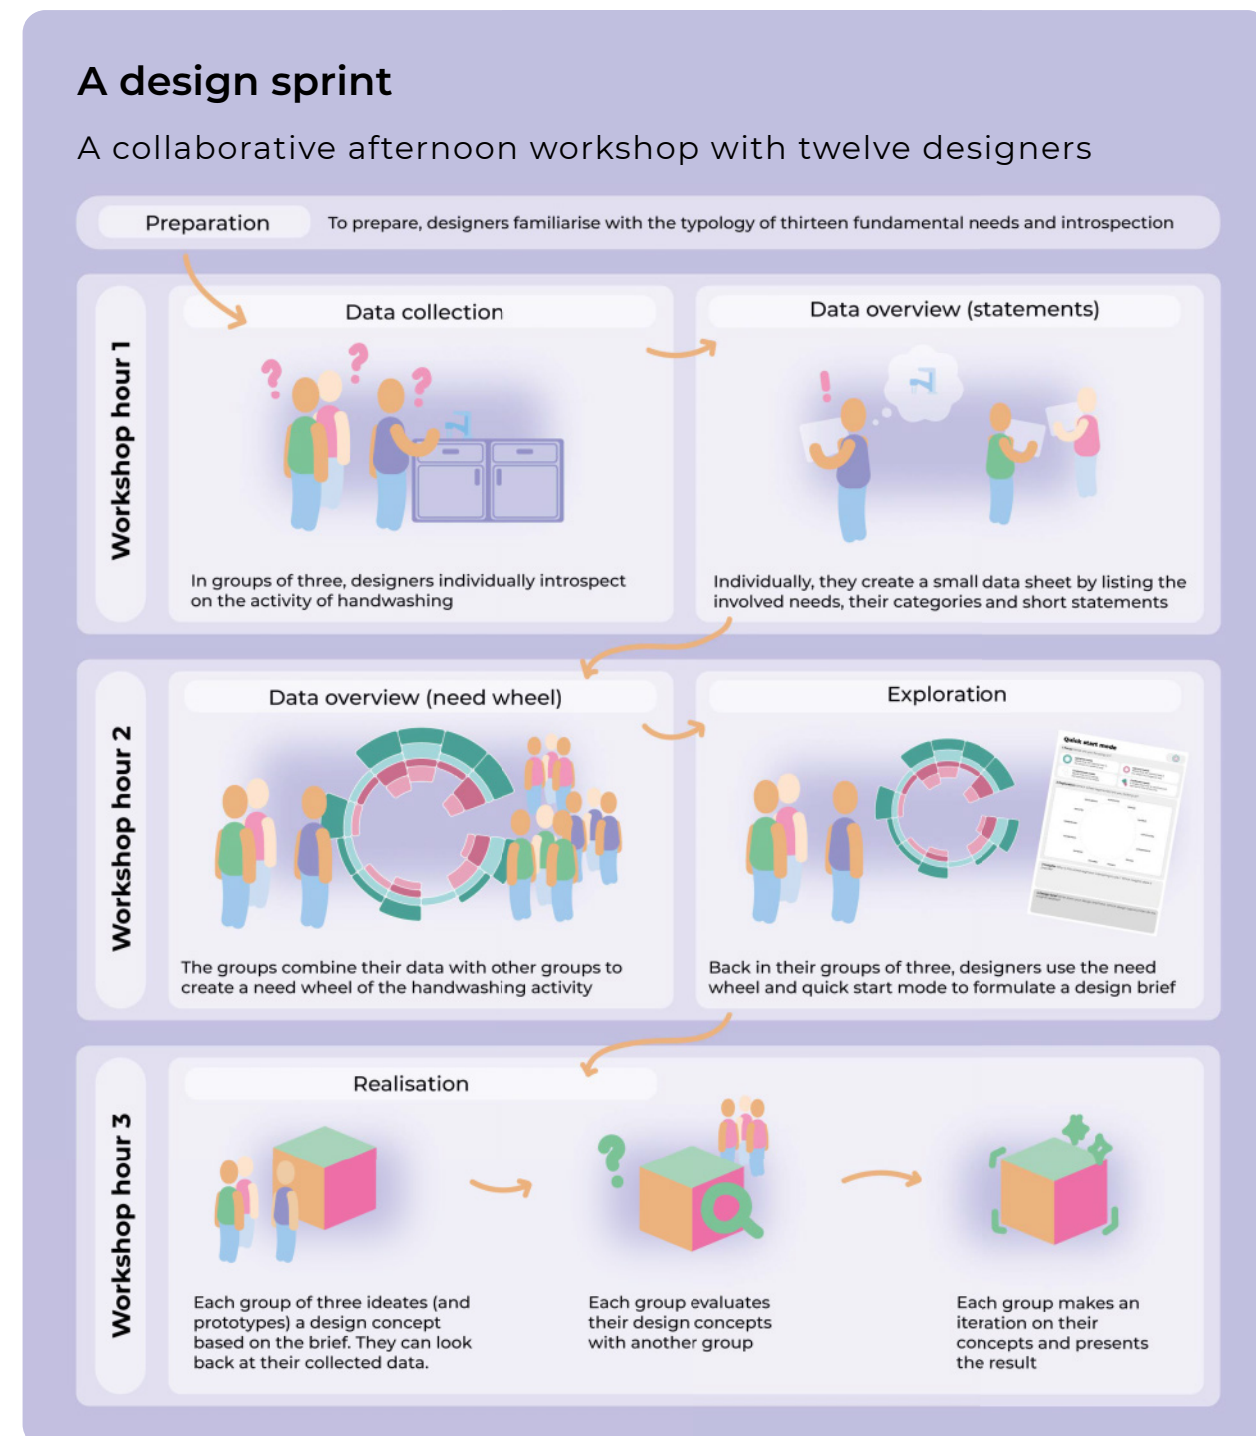 A design sprint
A collaborative afternoon workshop with twelve designers
Preparation
To prepare, designers familiarise with the typology of thirteen fundamental needs and introspection
Workshop hour 1
Data collection
In groups of three, designers individually introspect
on the activity of handwashing
Data overview (statements)
Individually, they create a small data sheet by listing the
involved needs, their categories and short statements
Workshop hour 2
Data overview (need wheel)
The groups combine their data with other groups to
create a need wheel of the handwashing activity
Exploration
Quick start mode
Back in their groups of three, designers use the need
wheel and quick start mode to formulate a design brief
Workshop hour 3
Realisation
Each group of three ideates (and
prototypes) a design concept
based on the brief. They can look
back at their collected data.
Each group evaluates
their design concepts
with another group
Each group makes an
iteration on their
concepts and presents
the result